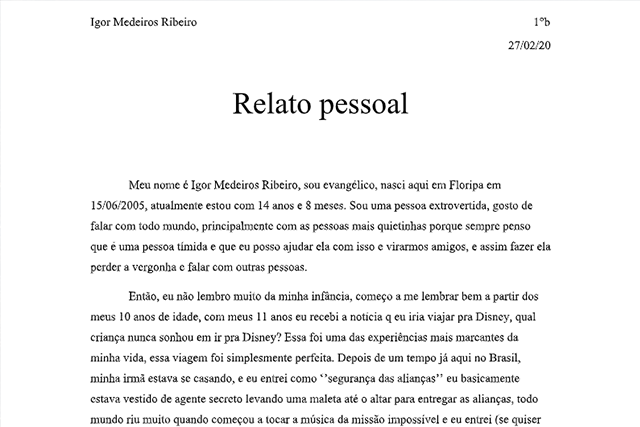 Igor Medeiros Ribeiro 1°b
27/02/20
Relato pessoal
Meu nome é Igor Medeiros Ribeiro, sou evangélico, nasci aqui em Floripa em
15/06/2005, atualmente estou com 14 anos e 8 meses. Sou uma pessoa extrovertida, gosto de
falar com todo mundo, principalmente com as pessoas mais quietinhas porque sempre penso
que é uma pessoa tímida e que eu posso ajudar ela com isso e virarmos amigos, e assim fazer ela
perder a vergonha e falar com outras pessoas.
Então, eu não lembro muito da minha infância, começo a me lembrar bem a partir dos
meus 10 anos de idade, com meus 11 anos eu recebi a noticia q eu iria viajar pra Disney, qual
criança nunca sonhou em ir pra Disney? Essa foi uma das experiências mais marcantes da
minha vida, essa viagem foi simplesmente perfeita. Depois de um tempo já aqui no Brasil,
minha irmã estava se casando, e eu entrei como ‘’segurança das alianças’’ eu basicamente
estava vestido de agente secreto levando uma maleta até o altar para entregar as alianças, todo
mundo riu muito quando começou a tocar a música da missão impossível e eu entrei (se quiser